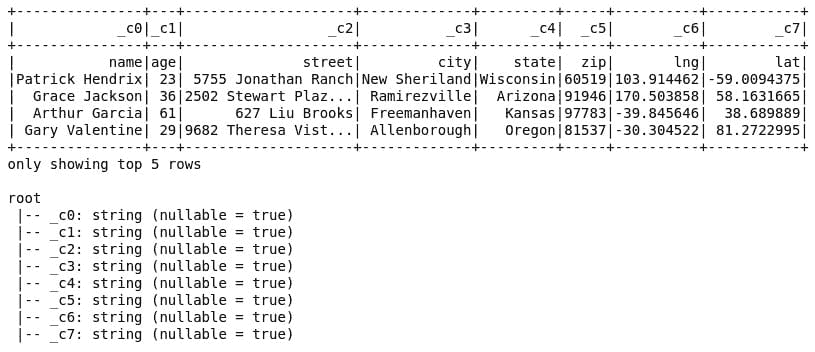 +---------------+---+--------------------+-------------+---------+-----+----------+-----------+
|            _c0|_c1|                 _c2|          _c3|      _c4|  _c5|       _c6|        _c7|
+---------------+---+--------------------+-------------+---------+-----+----------+-----------+
|           name|age|              street|         city|    state|  zip|       lng|        lat|
|Patrick Hendrix| 23|  5755 Jonathan Ranch|New Sheriland|Wisconsin|60519|103.914462|-59.0094375|
|  Grace Jackson| 36|2502 Stewart Plaz...| Ramirezville|  Arizona|91946|170.503858| 58.1631665|
|  Arthur Garcia| 61|      627 Liu Brooks| Freemanhaven|   Kansas|97783|-39.845646|  38.689889|
| Gary Valentine| 29|9682 Theresa Vist...| Allenborough|   Oregon|81537|-30.304522| 81.2722995|
+---------------+---+--------------------+-------------+---------+-----+----------+-----------+
only showing top 5 rows

root
 |-- _c0: string (nullable = true)
 |-- _c1: string (nullable = true)
 |-- _c2: string (nullable = true)
 |-- _c3: string (nullable = true)
 |-- _c4: string (nullable = true)
 |-- _c5: string (nullable = true)
 |-- _c6: string (nullable = true)
 |-- _c7: string (nullable = true)